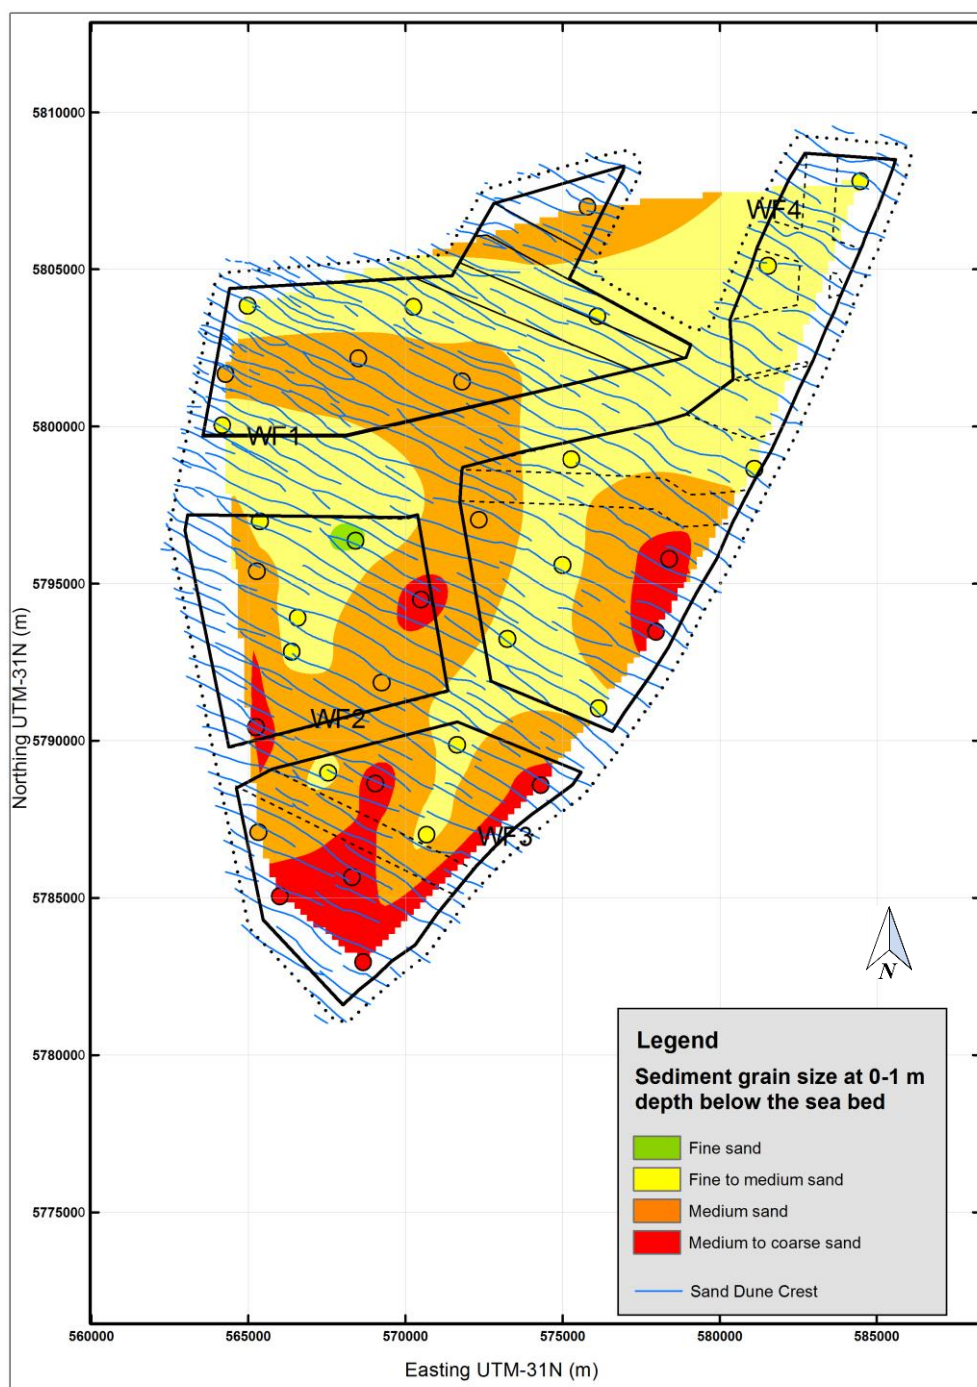 5810000
5805000
5800000
5795000
5790000
5785000
5780000
5775000
Northing UTM-31N (m)
WF4
WF1
WF2
WF3
N
Legend
Sediment grain size at 0-1 m
depth below the sea bed
Fine sand
Fine to medium sand
Medium sand
Medium to coarse sand
Sand Dune Crest
560000 565000 570000 575000 580000 585000
Easting UTM-31N (m)